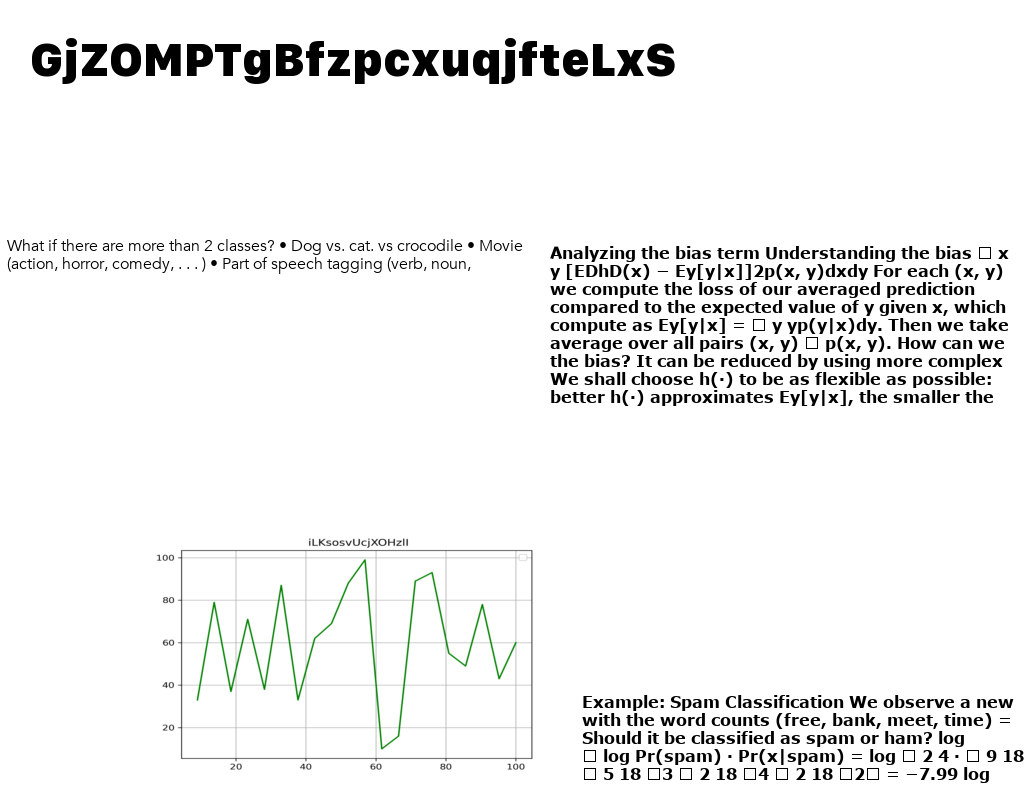 GjZOMPTgBfzpcxuqjfteLxS
What if there are more than 2 classes? • Dog vs. cat. vs crocodile • Movie
(action, horror, comedy, . . . ) • Part of speech tagging (verb, noun,
Analyzing the bias term Understanding the bias □ x
y [EDhD(x) − Ey[y|x]]2p(x, y)dxdy For each (x, y)
we compute the loss of our averaged prediction
compared to the expected value of y given x, which
compute as Ey[y|x] = □ y yp(y|x)dy. Then we take
average over all pairs (x, y) □ p(x, y). How can we
the bias? It can be reduced by using more complex
We shall choose h(·) to be as flexible as possible:
better h(·) approximates Ey[y|x], the smaller the
iLKsosvUcjXOHzlI
100
80
60
40
20
20 40 60 80 100
Example: Spam Classification We observe a new
with the word counts (free, bank, meet, time) =
Should it be classified as spam or ham? log
□ log Pr(spam) · Pr(x|spam) = log □ 2 4 · □ 9 18
□ 5 18 □3 □ 2 18 □4 □ 2 18 □2□ = −7.99 log